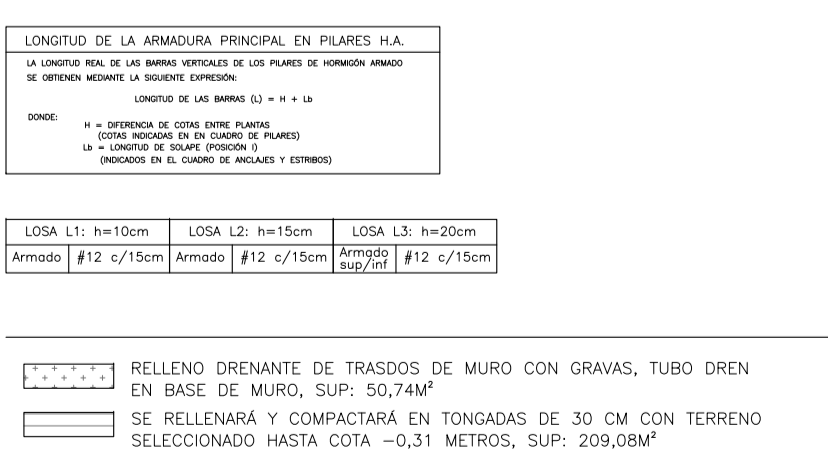 LONGITUD DE LA ARMADURA PRINCIPAL EN PILARES H.A.
LA LONGITUD REAL DE LAS BARRAS VERTICALES DE LOS PILARES DE HORMIGÓN ARMADO
SE OBTIENEN MEDIANTE LA SIGUIENTE EXPRESIÓN:
LONGITUD DE LAS BARRAS (L) = H + Lb
DONDE:
H = DIFERENCIA DE COTAS ENTRE PLANTAS
(COTAS INDICADAS EN EN CUADRO DE PILARES)
Lb = LONGITUD DE SOLAPE (POSICIÓN I)
(INDICADOS EN EL CUADRO DE ANCLAJES Y ESTRIBOS)
LOSA L1: h=10cm LOSA L2: h=15cm LOSA L3: h=20cm
Armado #12 c/15cm Armado #12 c/15cm Armado sup/inf #12 c/15cm
RELLENO DRENANTE DE TRASDOS DE MURO CON GRAVAS, TUBO DREN
EN BASE DE MURO, SUP: 50,74M²
SE RELLENARÁ Y COMPACTARÁ EN TONGADAS DE 30 CM CON TERRENO
SELECCIONADO HASTA COTA −0,31 METROS, SUP: 209,08M²